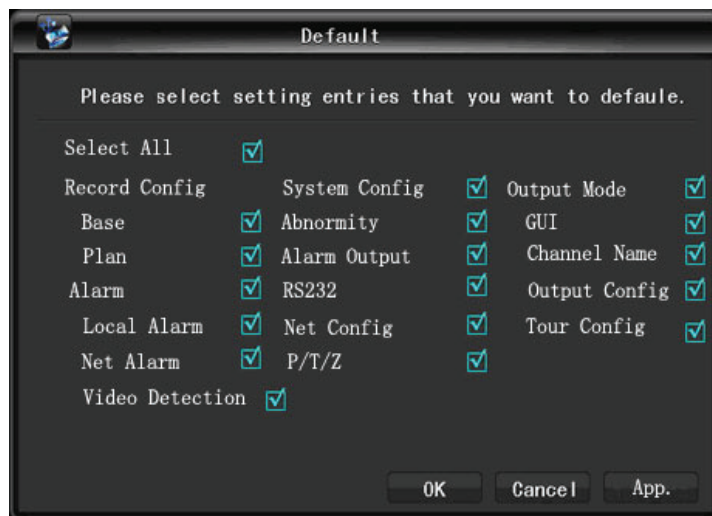 Default
Please select setting entries that you want to defaule.
Select All
Record Config System Config Output Mode
Base Abnormity GUI
Plan Alarm Output Channel Name
Alarm RS232 Output Config
Local Alarm Net Config Tour Config
Net Alarm P/T/Z
Video Detection
OK Cancel App.